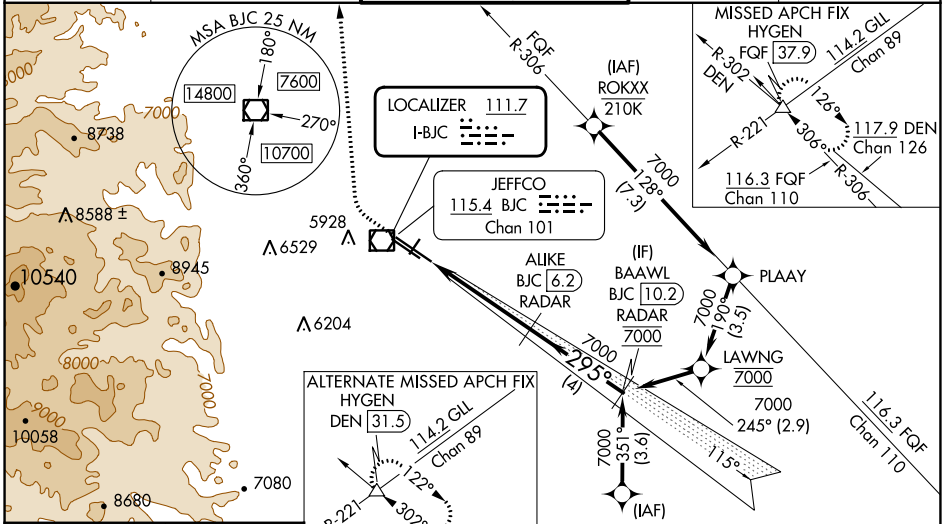 MSA BJC 25 NM
180°
7600
14800
270°
10700
360°
6000
7000
8738
8588 ±
10540
8945
6529
6204
5928
8000
7000
9000
10058
8680
7080
LOCALIZER 111.7
I-BJC
JEFFCO
115.4 BJC
Chan 101
FQF
R-306
(IAF)
ROKXX
210K
7000
128°
(7.3)
PLAAY
7000
190°
(3.5)
LAWNG
7000
7000
245° (2.9)
ALIKE
BJC 6.2
RADAR
(IF)
BAAWL
BJC 10.2
RADAR
7000
7000
295°
(4)
7000
351°
(3.6)
(IAF)
115°
116.3 FQF
Chan 110
MISSED APCH FIX
HYGEN
FQF 37.9
114.2 GLL
Chan 89
R-302
DEN
126°
306°
R-221
117.9 DEN
Chan 126
116.3 FQF
Chan 110
R-306
ALTERNATE MISSED APCH FIX
HYGEN
DEN 31.5
114.2 GLL
Chan 89
122°
302°
R-221